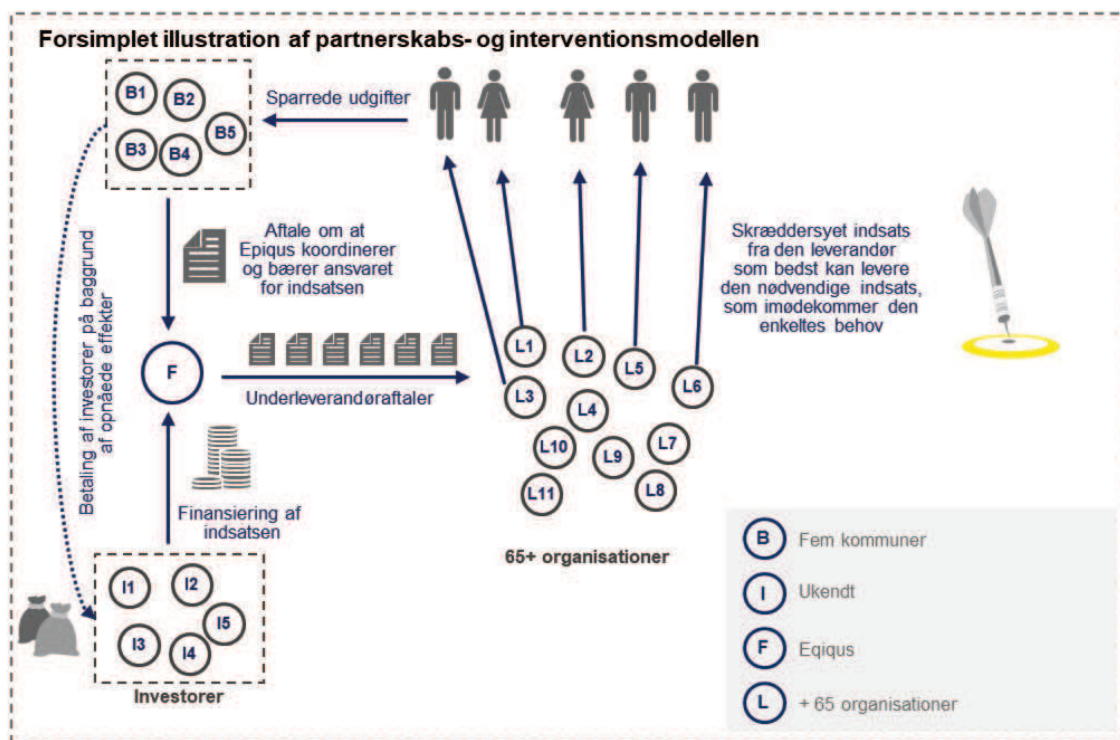 Forsimplet illustration af partnerskabs- og interventionsmodellen
B1
B2
B5
B3
B4
Sparrede udgifter
Aftale om at
Epiqus koordinerer
og bærer ansvaret
for indsatsen
Skræddersyet indsats
fra den leverandør
som bedst kan levere
den nødvendige indsats,
som imødekommer den
enkeltes behov
Betaling af investorer på baggrund
af opnåede effekter
F
Underleverandøraftaler
L1
L2
L5
L6
L3
L4
L10
L9
L7
L11
L8
65+ organisationer
Finansiering af
indsatsen
I1
I2
I5
I3
I4
Investorer
B Fem kommuner
I Ukendt
F Eqiqus
L + 65 organisationer